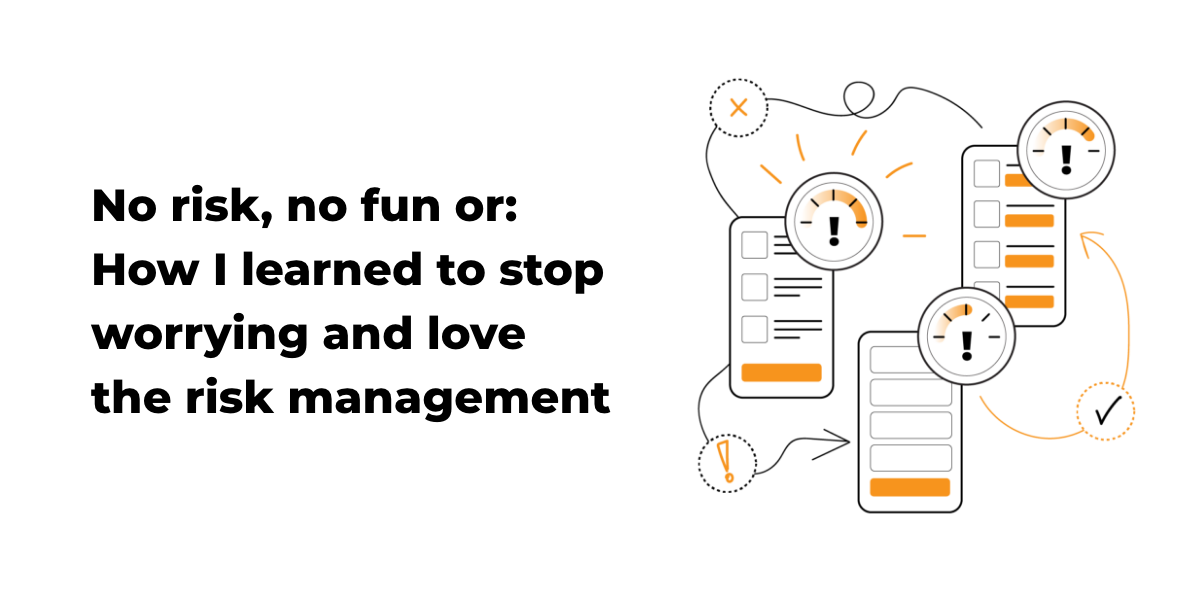 No risk, no fun or:
How I learned to stop
worrying and love
the risk management